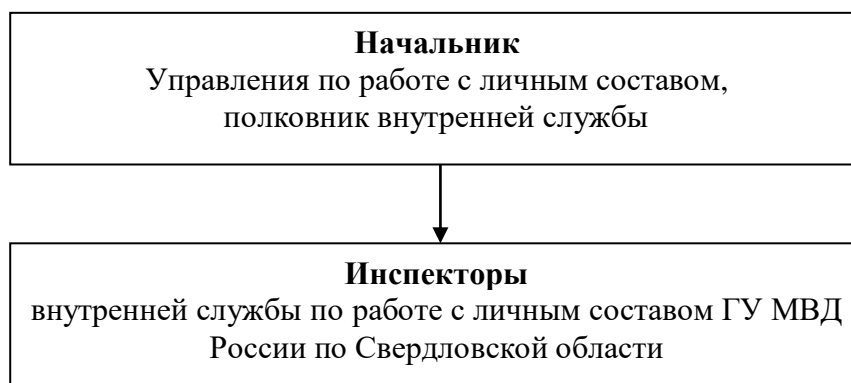 Начальник
Управления по работе с личным составом,
полковник внутренней службы
Инспекторы
внутренней службы по работе с личным составом ГУ МВД
России по Свердловской области